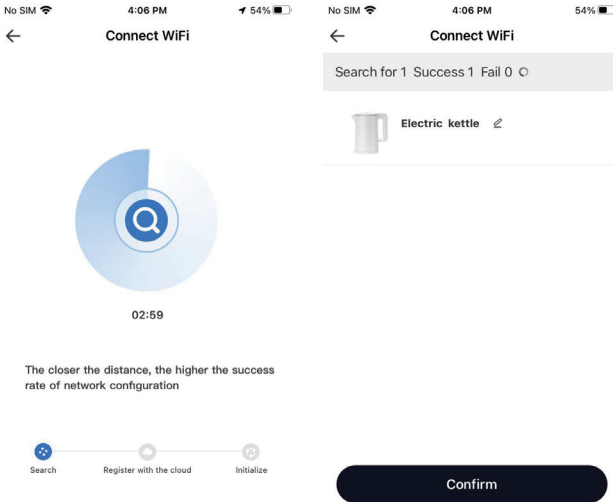 No SIM 4:06 PM 54%
Connect WiFi
02:59
The closer the distance, the higher the success
rate of network configuration
Search Register with the cloud Initialize
No SIM 4:06 PM 54%
Connect WiFi
Search for 1 Success 1 Fail 0
Electric kettle
Confirm